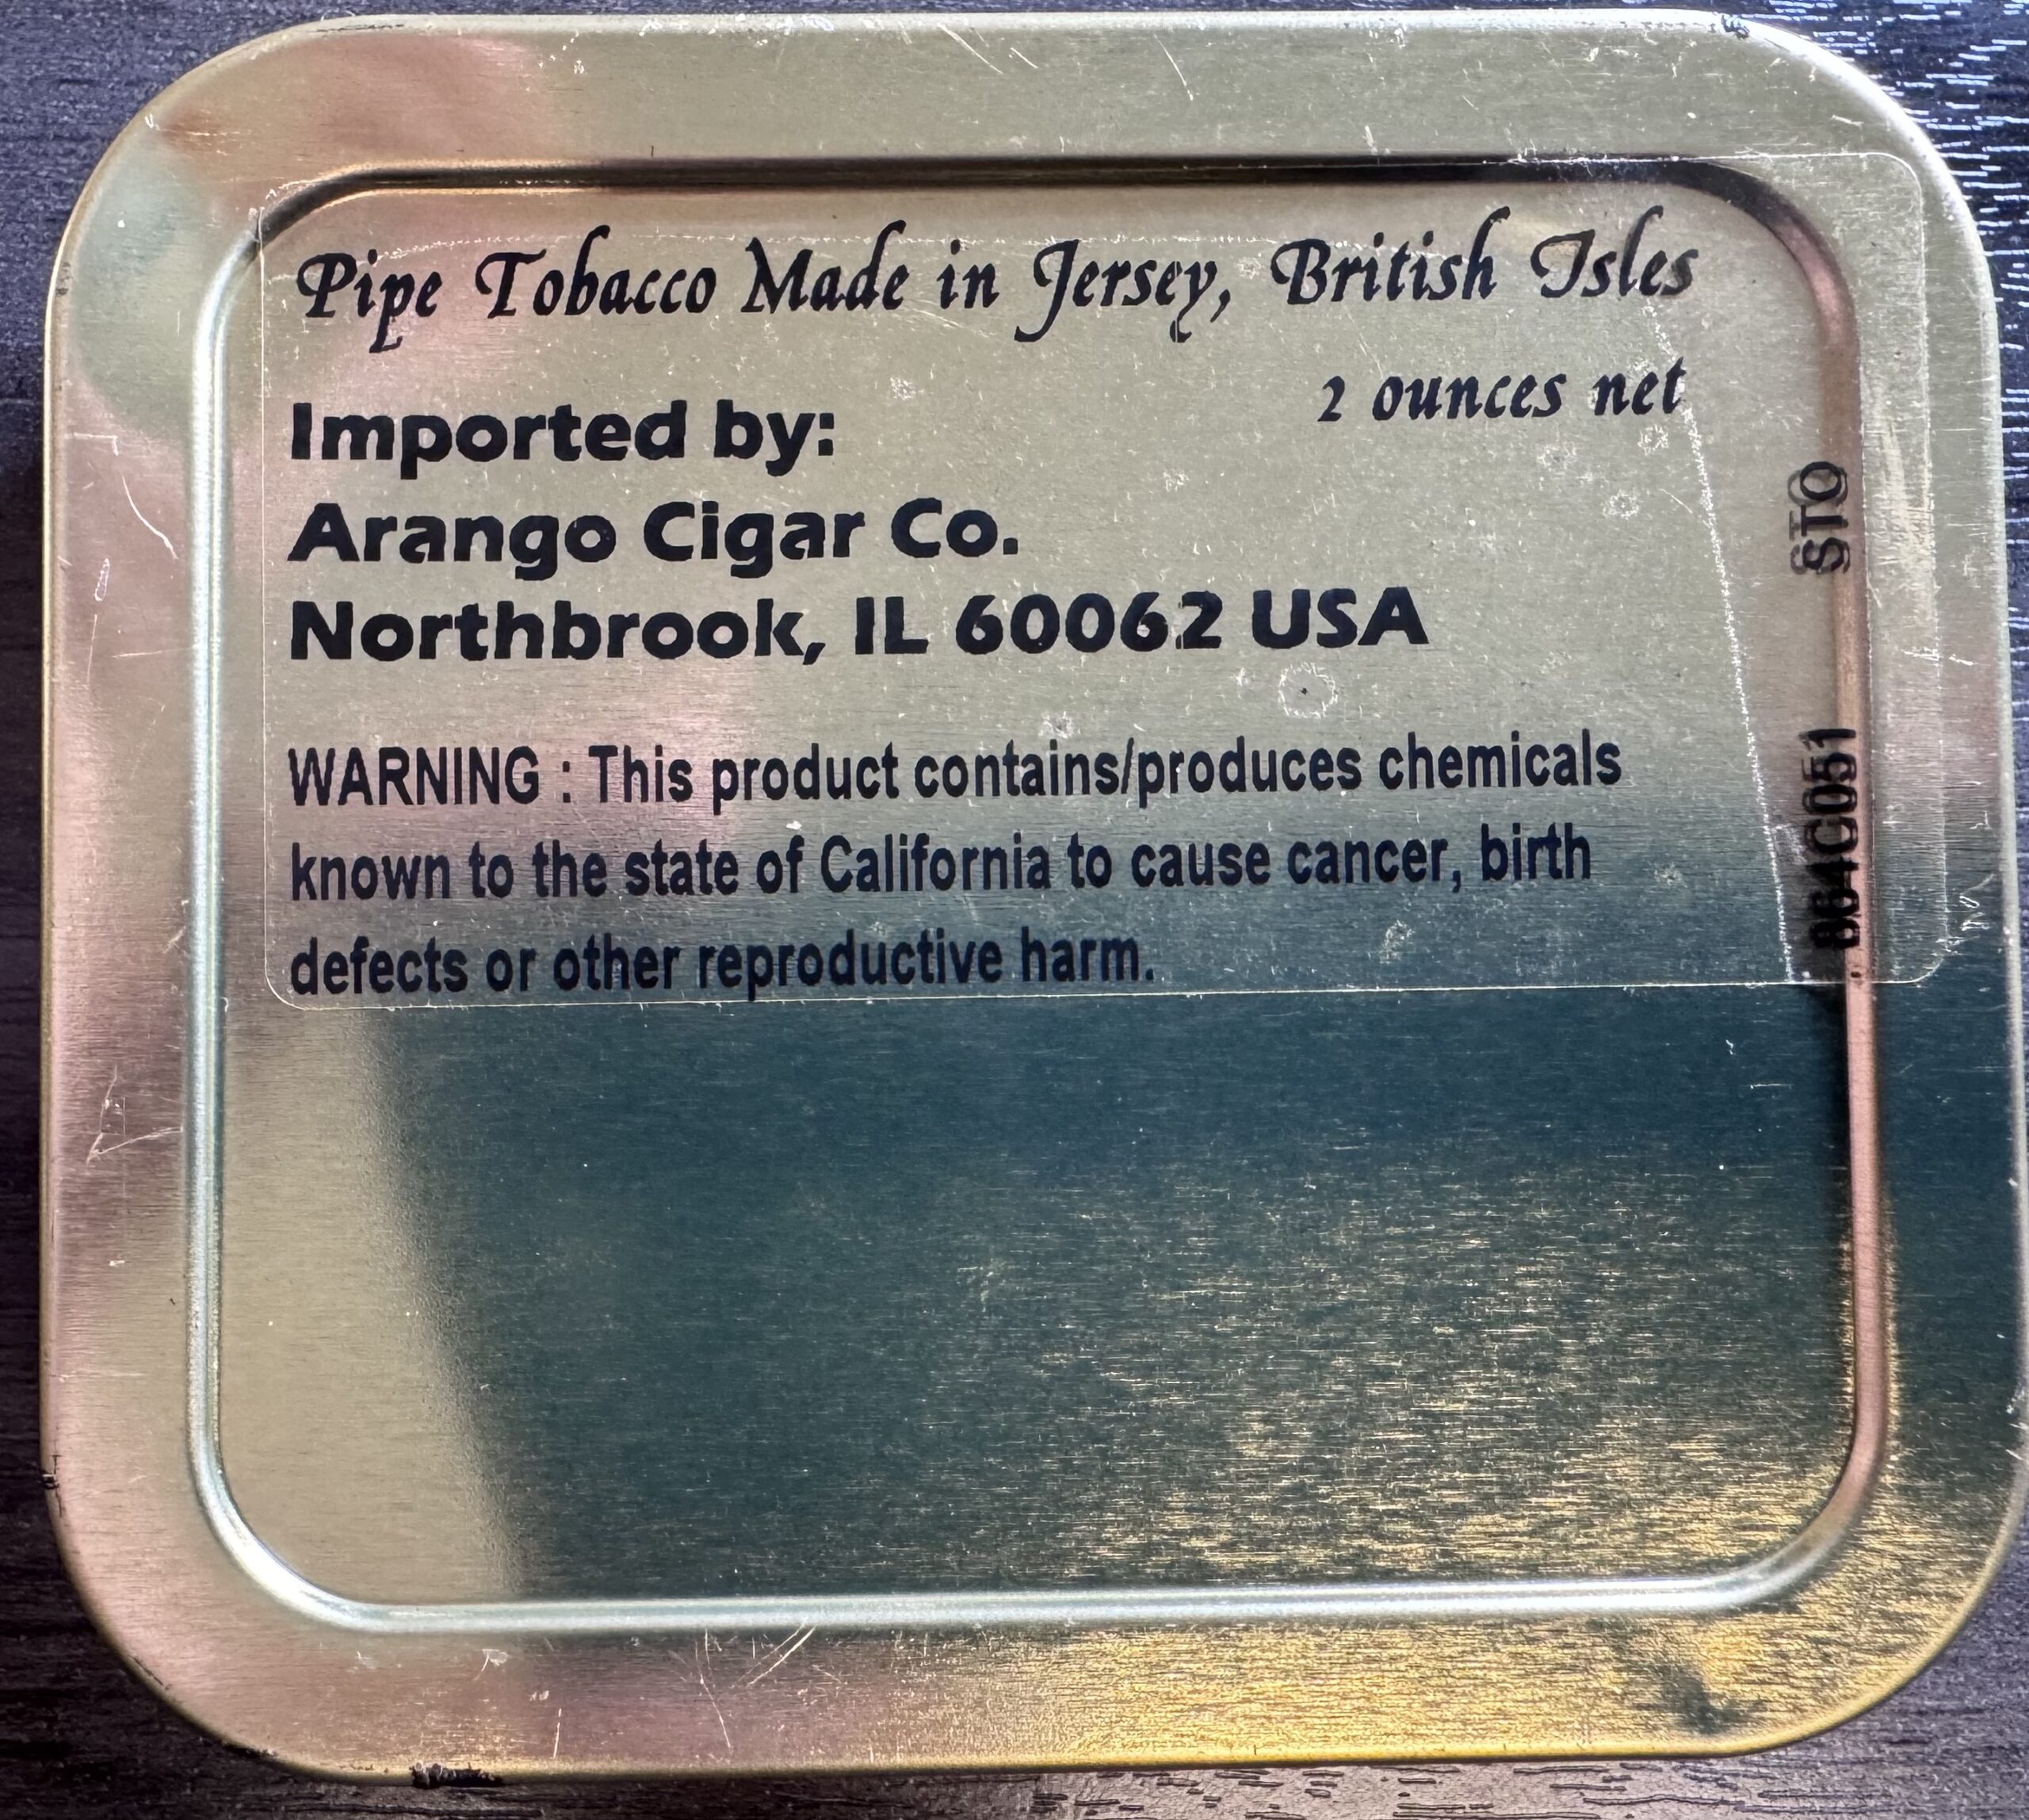 Pipe Tobacco Made in Jersey, British Isles
2 ounces net
Imported by:
Arango Cigar Co.
Northbrook, IL 60062 USA
WARNING : This product contains/produces chemicals
known to the state of California to cause cancer, birth
defects or other reproductive harm.
STO